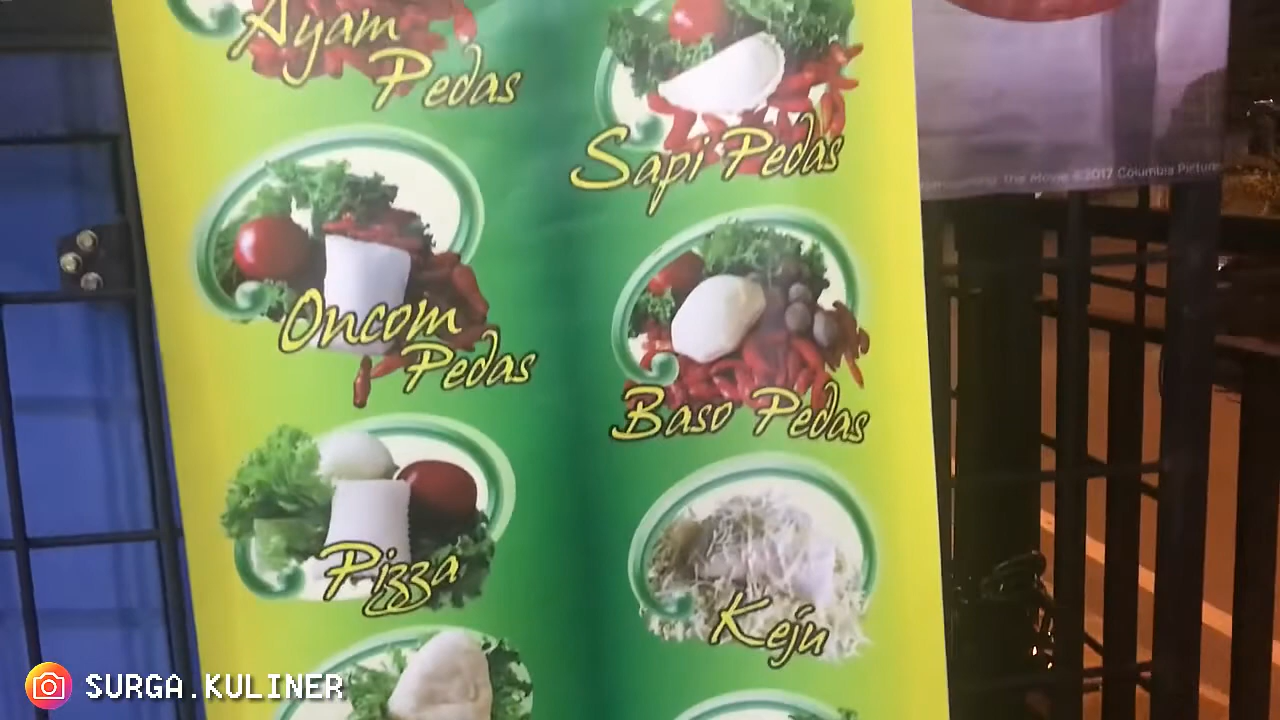 Ayam
Pedas
Sapi Pedas
Oncom
Pedas
Baso Pedas
Pizza
Keju
The Movie ©2017 Columbia Picture
SURGA.KULINER